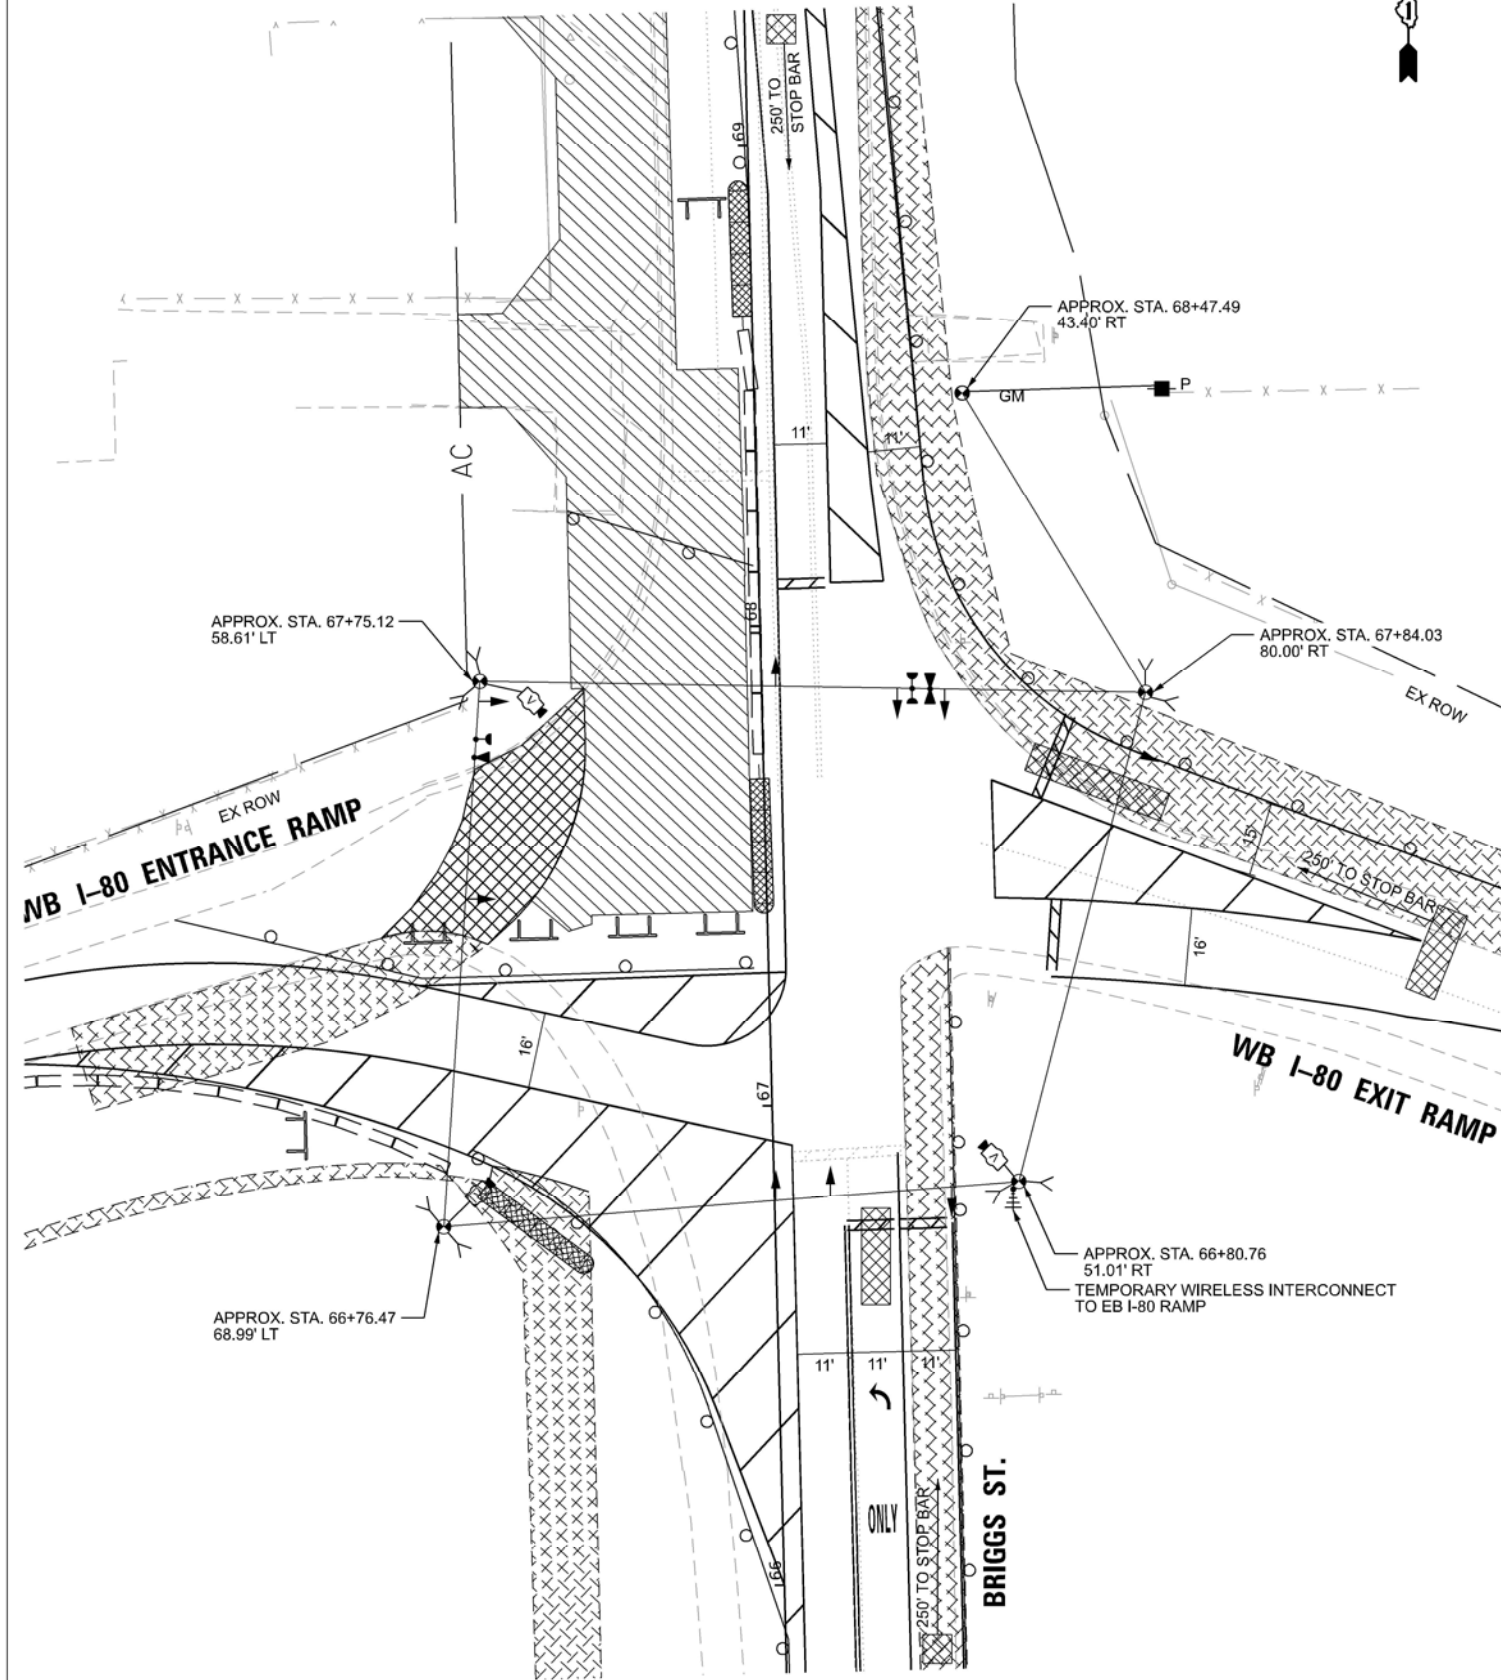 1
250' TO
STOP BAR
69
APPROX. STA. 68+47.49
43.40' RT
P
GM
11'
11'
AC
68
APPROX. STA. 67+75.12
58.61' LT
APPROX. STA. 67+84.03
80.00' RT
EX ROW
V
EX ROW
WB I-80 ENTRANCE RAMP
15'
250' TO STOP BAR
16'
16'
WB I-80 EXIT RAMP
67
V
APPROX. STA. 66+80.76
51.01' RT
TEMPORARY WIRELESS INTERCONNECT
TO EB I-80 RAMP
APPROX. STA. 66+76.47
68.99' LT
11'
11'
11'
ONLY
250' TO STOP BAR
BRIGGS ST.
66